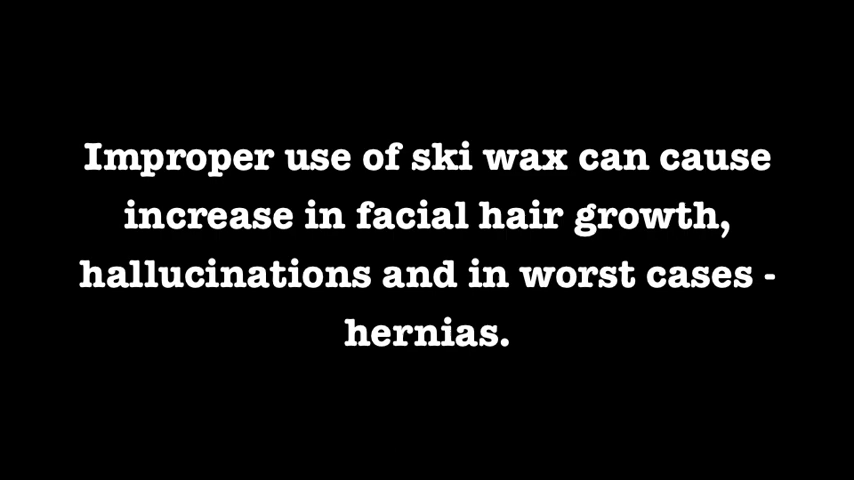 Improper use of ski wax can cause
increase in facial hair growth,
hallucinations and in worst cases -
hernias.